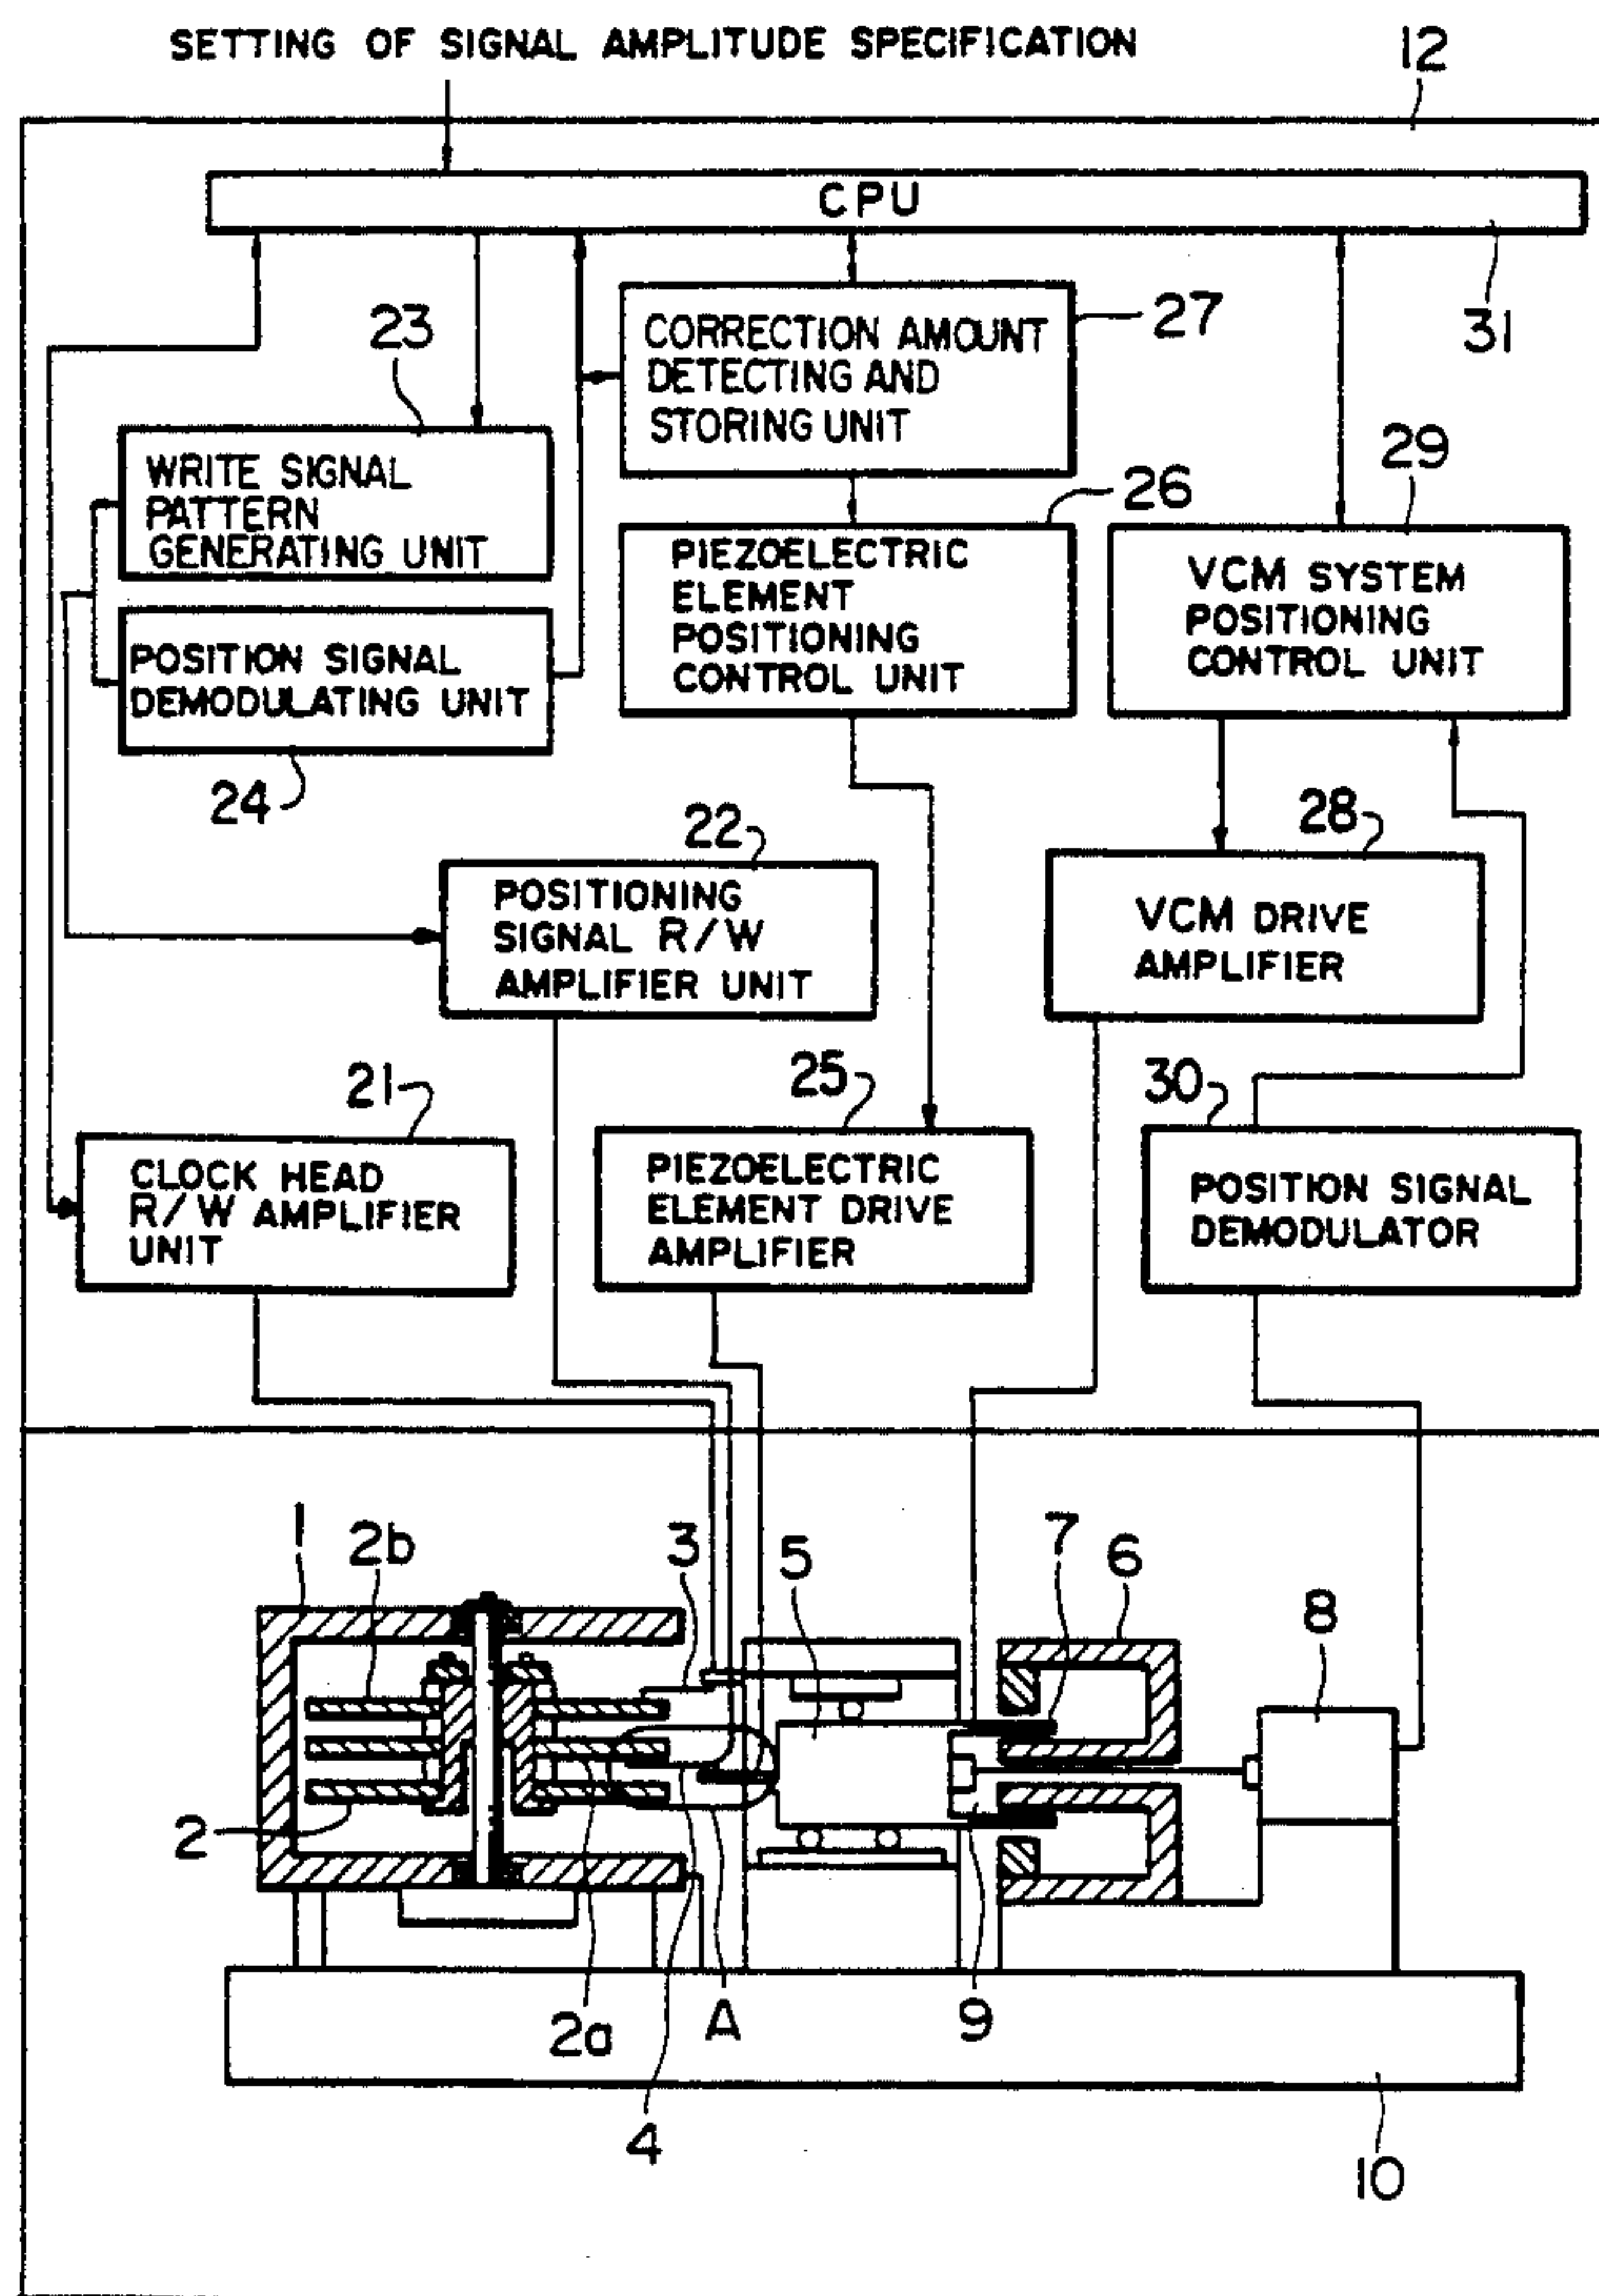 SETTING OF SIGNAL AMPLITUDE SPECIFICATION
12
CPU
31
23
CORRECTION AMOUNT
DETECTING AND
STORING UNIT
27
WRITE SIGNAL
PATTERN
GENERATING UNIT
26
29
PIEZOELECTRIC
ELEMENT
POSITIONING
CONTROL UNIT
VCM SYSTEM
POSITIONING
CONTROL UNIT
POSITION SIGNAL
DEMODULATING UNIT
24
22
28
POSITIONING
SIGNAL R/W
AMPLIFIER UNIT
VCM DRIVE
AMPLIFIER
21
25
30
CLOCK HEAD
R/W AMPLIFIER
UNIT
PIEZOELECTRIC
ELEMENT DRIVE
AMPLIFIER
POSITION SIGNAL
DEMODULATOR
1
2b
3
5
7
6
8
2
2a
A
9
4
10